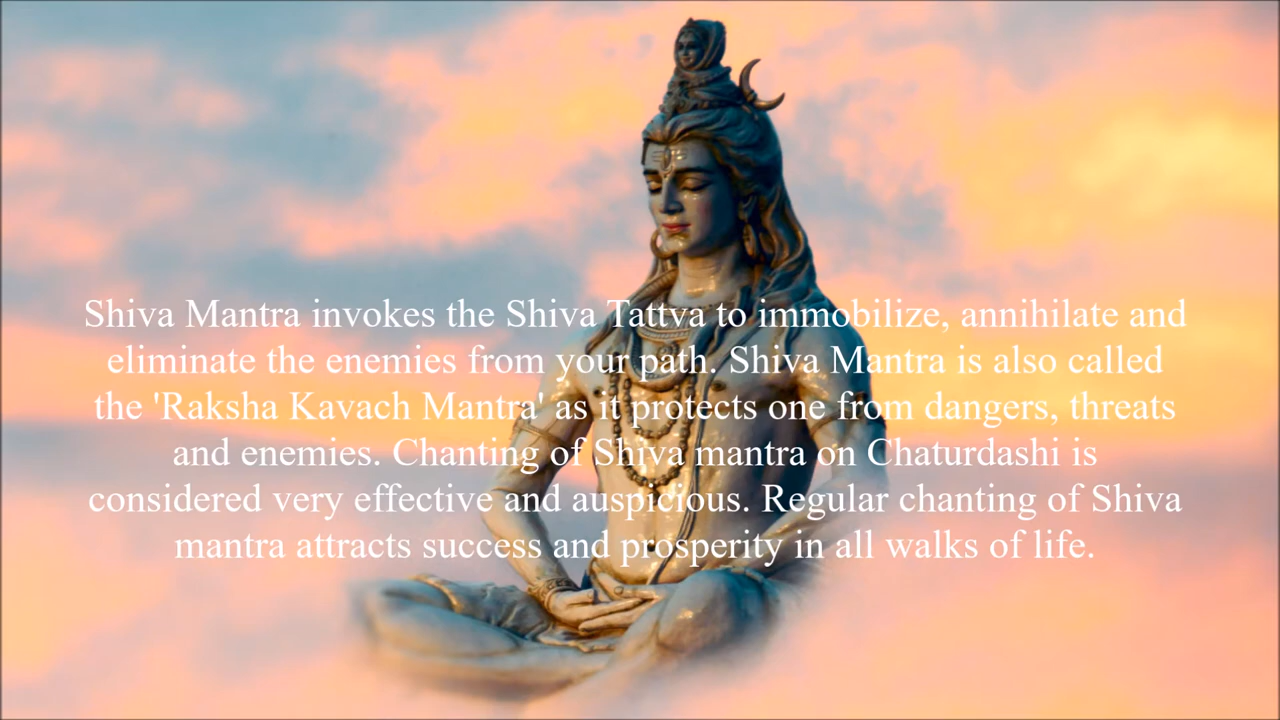 Shiva Mantra invokes the Shiva Tattva to immobilize, annihilate and
eliminate the enemies from your path. Shiva Mantra is also called
the 'Raksha Kavach Mantra' as it protects one from dangers, threats
and enemies. Chanting of Shiva mantra on Chaturdashi is
considered very effective and auspicious. Regular chanting of Shiva
mantra attracts success and prosperity in all walks of life.